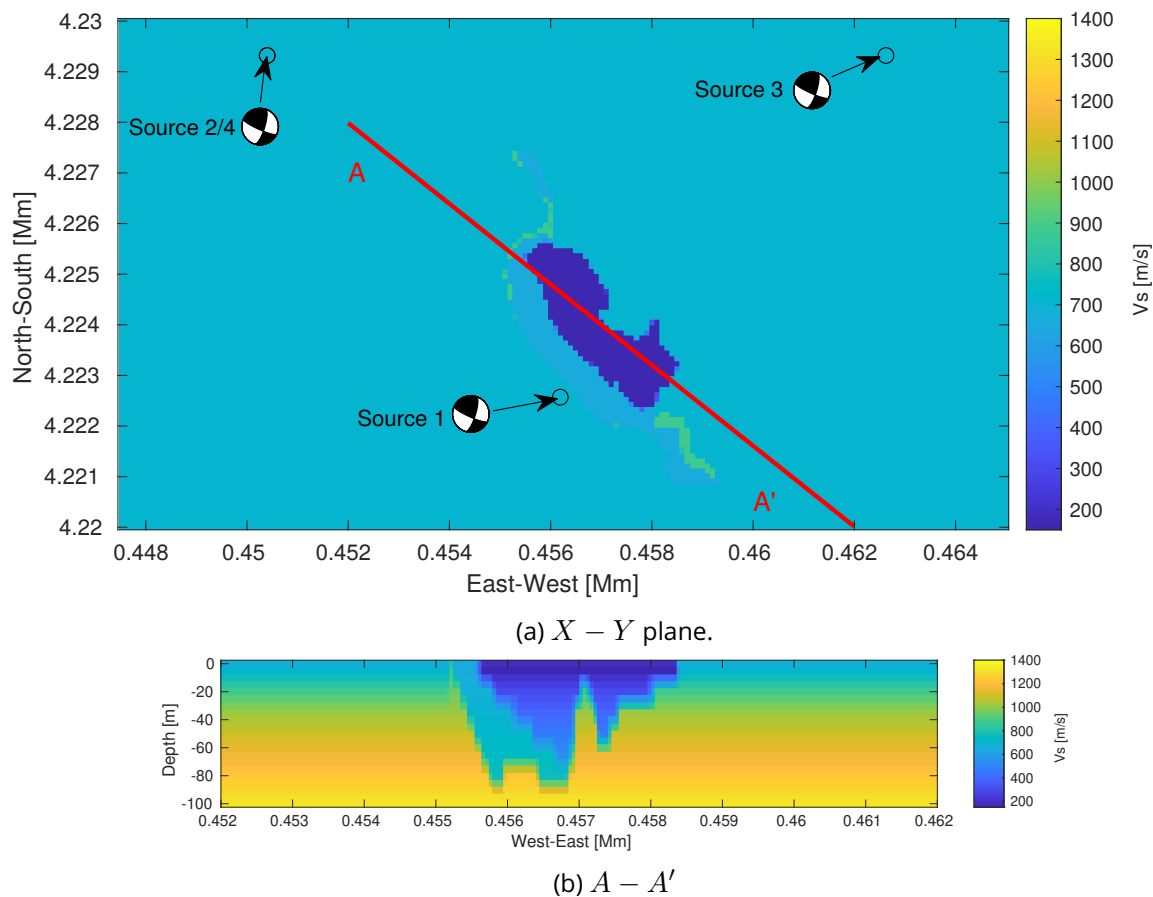 4.23
4.229
4.228
4.227
4.226
4.225
4.224
4.223
4.222
4.221
4.22
North-South [Mm]
Source 2/4
Source 3
A
Source 1
A'
0.448 0.45 0.452 0.454 0.456 0.458 0.46 0.462 0.464
East-West [Mm]
1400
1300
1200
1100
1000
900
800
700
600
500
400
300
200
Vs [m/s]
(a) X − Y plane.
0
-20
-40
-60
-80
-100
Depth [m]
0.452 0.453 0.454 0.455 0.456 0.457 0.458 0.459 0.46 0.461 0.462
West-East [Mm]
1400
1200
1000
800
600
400
200
Vs [m/s]
(b) A − A′